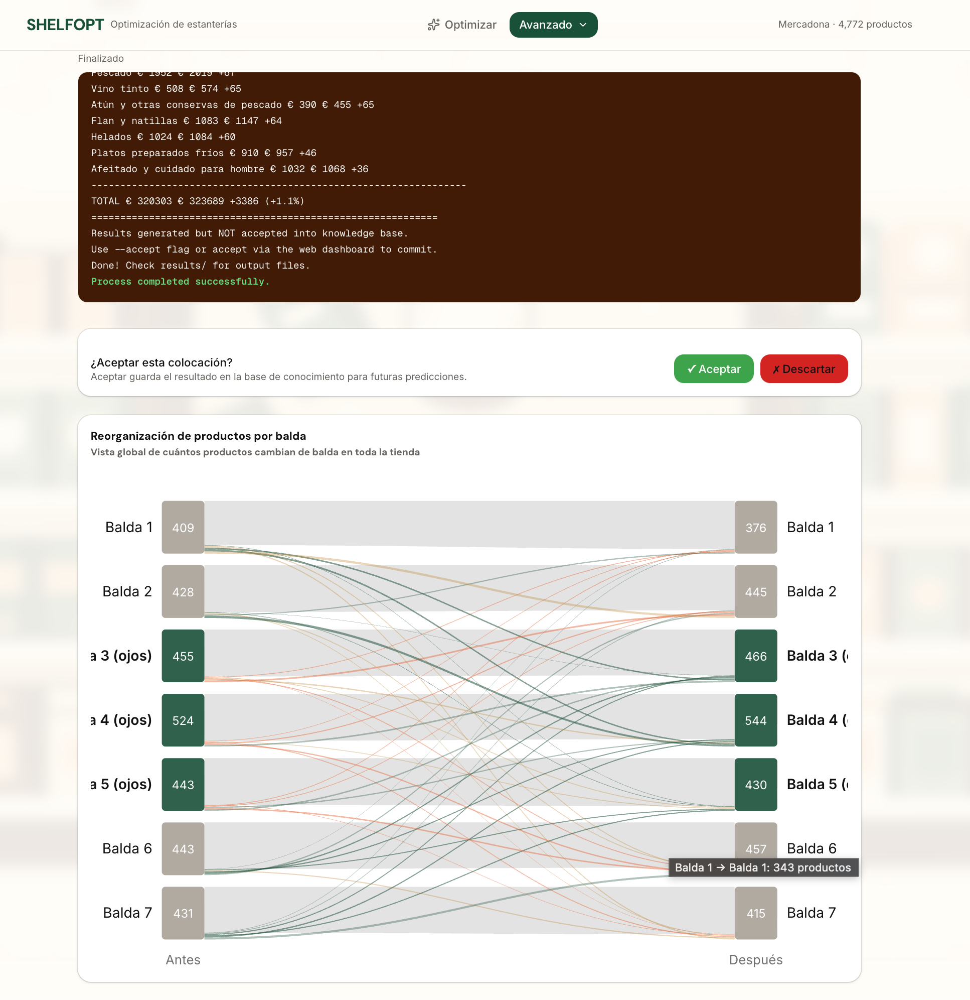 SHELFOPT Optimización de estanterías
Optimizar
Avanzado
Mercadona · 4,772 productos
Finalizado
Pescado € 1952 € 2019 +67
Vino tinto € 508 € 574 +65
Atún y otras conservas de pescado € 390 € 455 +65
Flan y natillas € 1083 € 1147 +64
Helados € 1024 € 1084 +60
Platos preparados fríos € 910 € 957 +46
Afeitado y cuidado para hombre € 1032 € 1068 +36
-----------------------------------------------------------------
TOTAL € 320303 € 323689 +3386 (+1.1%)
============================================================
Results generated but NOT accepted into knowledge base.
Use --accept flag or accept via the web dashboard to commit.
Done! Check results/ for output files.
Process completed successfully.
¿Aceptar esta colocación?
Aceptar guarda el resultado en la base de conocimiento para futuras predicciones.
✓ Aceptar
✗ Descartar
Reorganización de productos por balda
Vista global de cuántos productos cambian de balda en toda la tienda
Balda 1 409 376 Balda 1
Balda 2 428 445 Balda 2
a 3 (ojos) 455 466 Balda 3 (
a 4 (ojos) 524 544 Balda 4 (
a 5 (ojos) 443 430 Balda 5 (
Balda 6 443 457 Balda 6
Balda 1 → Balda 1: 343 productos
Balda 7 431 415 Balda 7
Antes Después